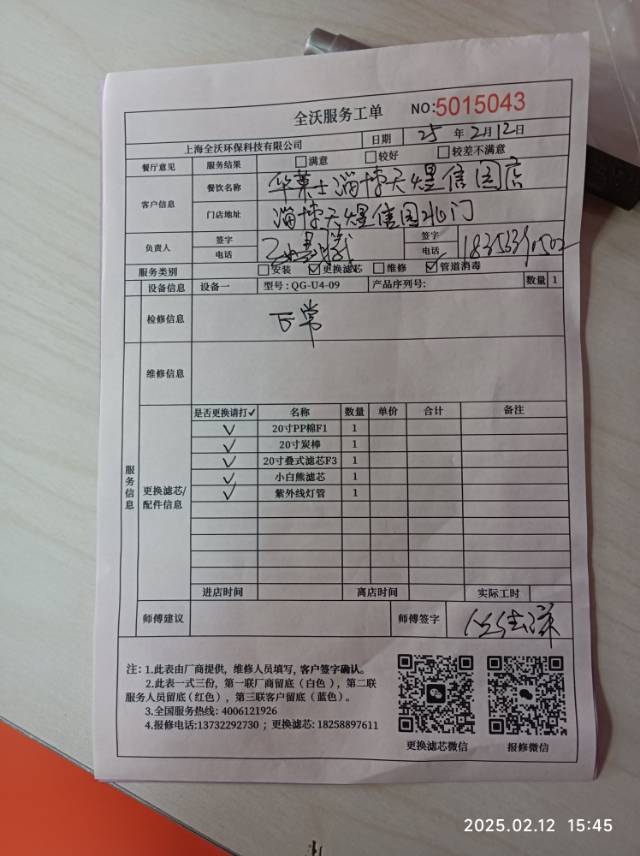 全沃服务工单 NO:5015043
上海全沃环保科技有限公司 日期 25 年 2 月 12 日
餐厅意见 服务结果 满意 较好 较差不满意
客户信息 餐饮名称 华莱士淄博天煜信园店
门店地址 淄博天煜信园北门
负责人 签字 电话 签字 电话
服务类别 安装 ✓更换滤芯 维修 ✓管道消毒
设备信息 设备一 型号:QG-U4-09 产品序列号: 数量 1
检修信息 正常
维修信息
服务信息 更换滤芯/配件信息
是否更换请打✓ 名称 数量 单价 合计 备注
✓ 20寸PP棉F1 1
✓ 20寸炭棒 1
✓ 20寸叠式滤芯F3 1
✓ 小白熊滤芯 1
✓ 紫外线灯管 1
进店时间 离店时间 实际工时
师傅建议 师傅签字
注: 1.此表由厂商提供, 维修人员填写, 客户签字确认。
2.此表一式三份, 第一联厂商留底(白色), 第二联
服务人员留底(红色), 第三联客户留底(蓝色)。
3.全国服务热线: 4006121926
4.报修电话:13732292730 ; 更换滤芯: 18258897611
更换滤芯微信 报修微信
2025.02.12 15:45